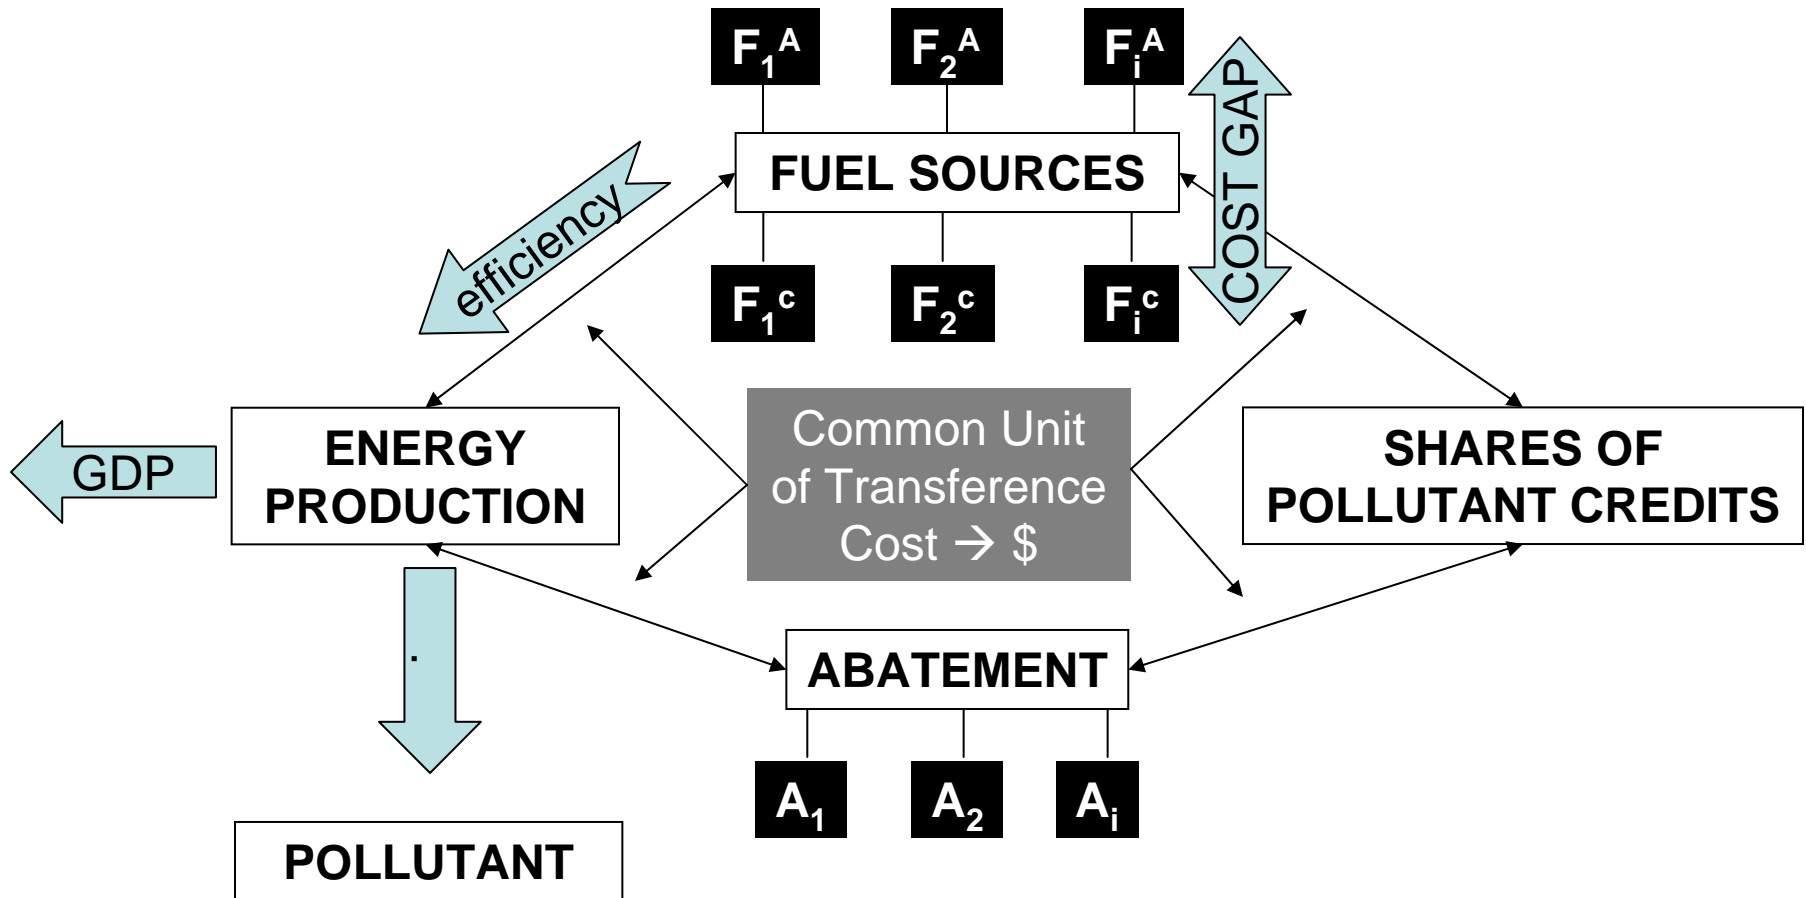 F₁ᴬ F₂ᴬ Fᵢᴬ
COST GAP
FUEL SOURCES
efficiency
F₁ᶜ F₂ᶜ Fᵢᶜ
Common Unit
of Transference
Cost → $
GDP
ENERGY
PRODUCTION
SHARES OF
POLLUTANT CREDITS
.
ABATEMENT
A₁ A₂ Aᵢ
POLLUTANT